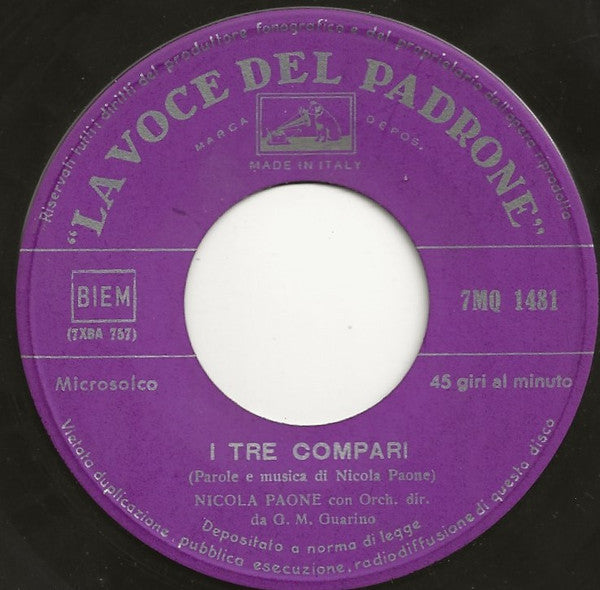 Riservati tutti i diritti del produttore fonografico e del proprietario dell'opera riprodotta
"LA VOCE DEL PADRONE"
MARCA DEPOS.
MADE IN ITALY
BIEM
(7XBA 757)
7MQ 1481
Microsolco
45 giri al minuto
I TRE COMPARI
(Parole e musica di Nicola Paone)
NICOLA PAONE con Orch. dir.
da G. M. Guarino
Depositato a norma di legge
Vietata duplicazione, pubblica esecuzione, radiodiffusione di questo disco